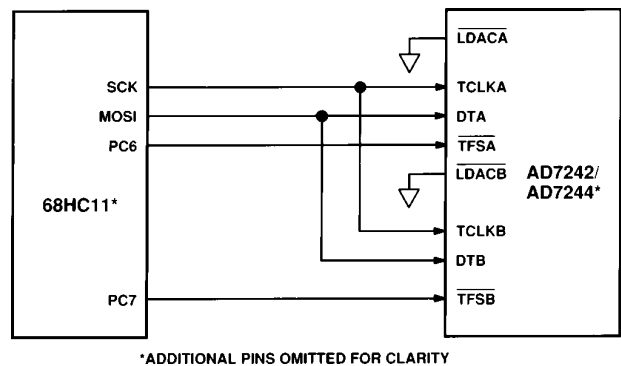 LDACA
SCK
TCLKA
MOSI
DTA
PC6
TFSA
LDACB
AD7242/
AD7244*
68HC11*
TCLKB
DTB
PC7
TFSB
*ADDITIONAL PINS OMITTED FOR CLARITY